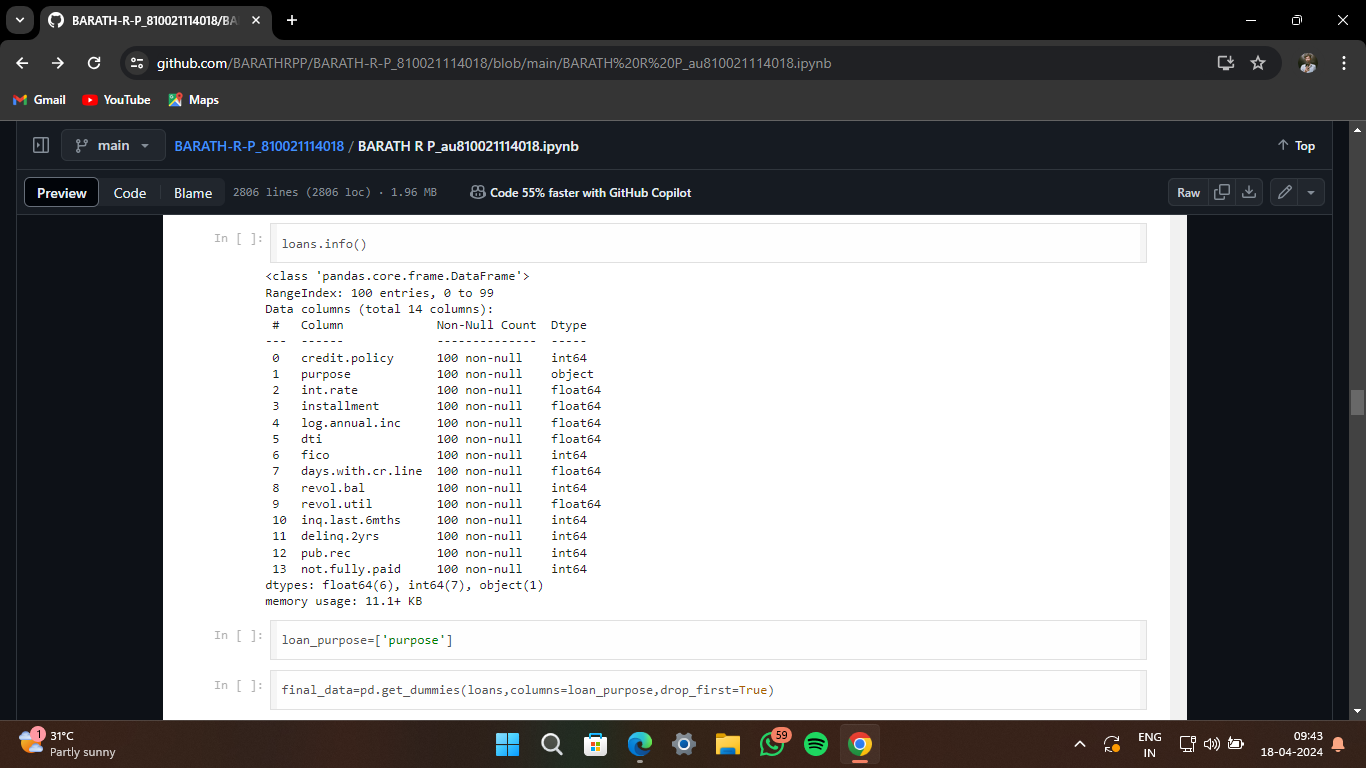 BARATH-R-P_810021114018/BA
github.com/BARATHRPP/BARATH-R-P_810021114018/blob/main/BARATH%20R%20P_au810021114018.ipynb
Gmail YouTube Maps
main BARATH-R-P_810021114018 / BARATH R P_au810021114018.ipynb Top
Preview Code Blame 2806 lines (2806 loc) · 1.96 MB Code 55% faster with GitHub Copilot Raw
In [ ]: loans.info()
<class 'pandas.core.frame.DataFrame'>
RangeIndex: 100 entries, 0 to 99
Data columns (total 14 columns):
 #   Column             Non-Null Count  Dtype
---  ------             --------------  -----
 0   credit.policy      100 non-null    int64
 1   purpose            100 non-null    object
 2   int.rate           100 non-null    float64
 3   installment        100 non-null    float64
 4   log.annual.inc     100 non-null    float64
 5   dti                100 non-null    float64
 6   fico               100 non-null    int64
 7   days.with.cr.line  100 non-null    float64
 8   revol.bal          100 non-null    int64
 9   revol.util         100 non-null    float64
 10  inq.last.6mths     100 non-null    int64
 11  delinq.2yrs        100 non-null    int64
 12  pub.rec            100 non-null    int64
 13  not.fully.paid     100 non-null    int64
dtypes: float64(6), int64(7), object(1)
memory usage: 11.1+ KB
In [ ]: loan_purpose=['purpose']
In [ ]: final_data=pd.get_dummies(loans,columns=loan_purpose,drop_first=True)
1 31°C
Partly sunny
59
ENG
IN
09:43
18-04-2024